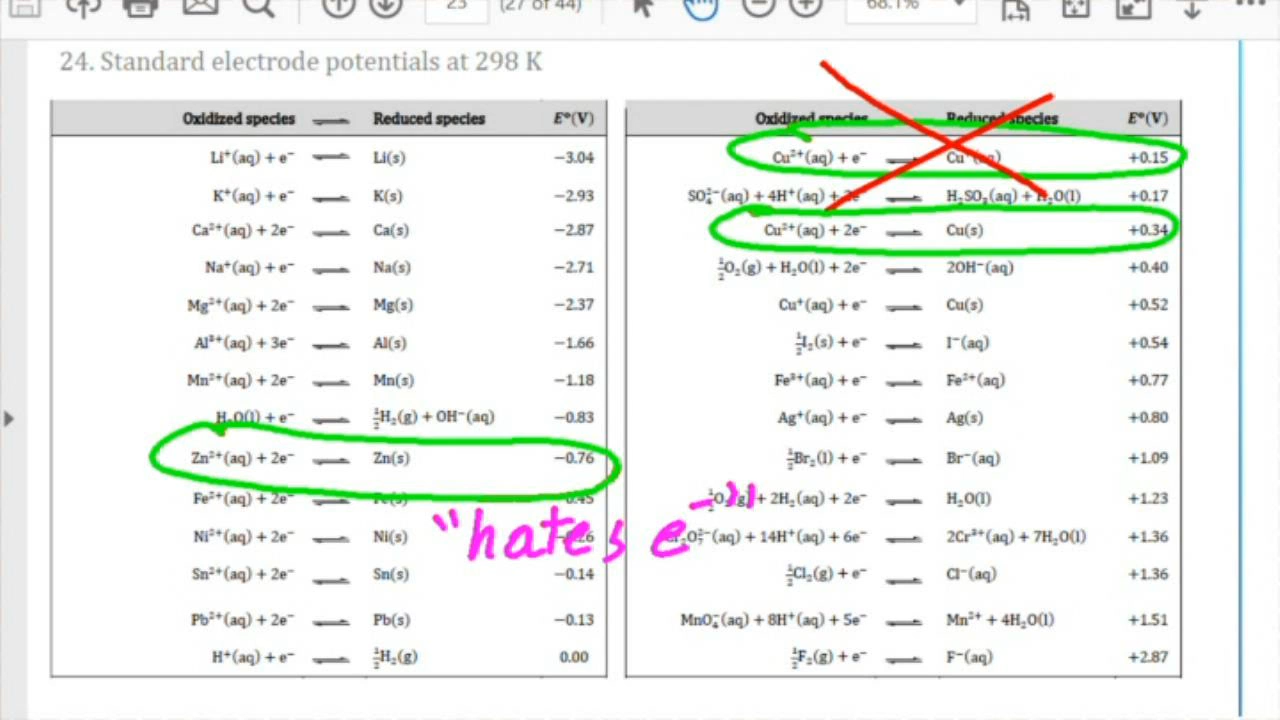 23 (27 of 44) 68.1%
24. Standard electrode potentials at 298 K
Oxidized species ⇌ Reduced species E⁰(V)
Li⁺(aq) + e⁻ ⇌ Li(s) −3.04
K⁺(aq) + e⁻ ⇌ K(s) −2.93
Ca²⁺(aq) + 2e⁻ ⇌ Ca(s) −2.87
Na⁺(aq) + e⁻ ⇌ Na(s) −2.71
Mg²⁺(aq) + 2e⁻ ⇌ Mg(s) −2.37
Al³⁺(aq) + 3e⁻ ⇌ Al(s) −1.66
Mn²⁺(aq) + 2e⁻ ⇌ Mn(s) −1.18
H₂O(l) + e⁻ ⇌ ½H₂(g) + OH⁻(aq) −0.83
Zn²⁺(aq) + 2e⁻ ⇌ Zn(s) −0.76
Fe²⁺(aq) + 2e⁻ ⇌ Fe(s) −0.45
Ni²⁺(aq) + 2e⁻ ⇌ Ni(s)
Sn²⁺(aq) + 2e⁻ ⇌ Sn(s) −0.14
Pb²⁺(aq) + 2e⁻ ⇌ Pb(s) −0.13
H⁺(aq) + e⁻ ⇌ ½H₂(g) 0.00
Oxidized species Reduced species E⁰(V)
Cu²⁺(aq) + e⁻ ⇌ Cu⁺(aq) +0.15
SO₄²⁻(aq) + 4H⁺(aq) + 2e⁻ ⇌ H₂SO₃(aq) + H₂O(l) +0.17
Cu²⁺(aq) + 2e⁻ ⇌ Cu(s) +0.34
½O₂(g) + H₂O(l) + 2e⁻ ⇌ 2OH⁻(aq) +0.40
Cu⁺(aq) + e⁻ ⇌ Cu(s) +0.52
½I₂(s) + e⁻ ⇌ I⁻(aq) +0.54
Fe³⁺(aq) + e⁻ ⇌ Fe²⁺(aq) +0.77
Ag⁺(aq) + e⁻ ⇌ Ag(s) +0.80
½Br₂(l) + e⁻ ⇌ Br⁻(aq) +1.09
½O₂(g) + 2H₂(aq) + 2e⁻ ⇌ H₂O(l) +1.23
O₇²⁻(aq) + 14H⁺(aq) + 6e⁻ ⇌ 2Cr³⁺(aq) + 7H₂O(l) +1.36
½Cl₂(g) + e⁻ ⇌ Cl⁻(aq) +1.36
MnO₄⁻(aq) + 8H⁺(aq) + 5e⁻ ⇌ Mn²⁺ + 4H₂O(l) +1.51
½F₂(g) + e⁻ ⇌ F⁻(aq) +2.87
"hates e⁻"